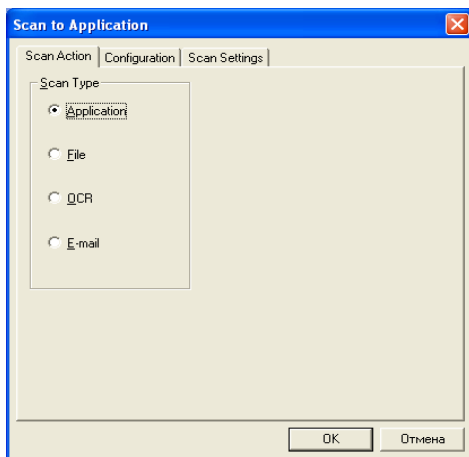 Scan to Application
Scan Action Configuration Scan Settings
Scan Type
Application
File
OCR
E-mail
OK Отмена